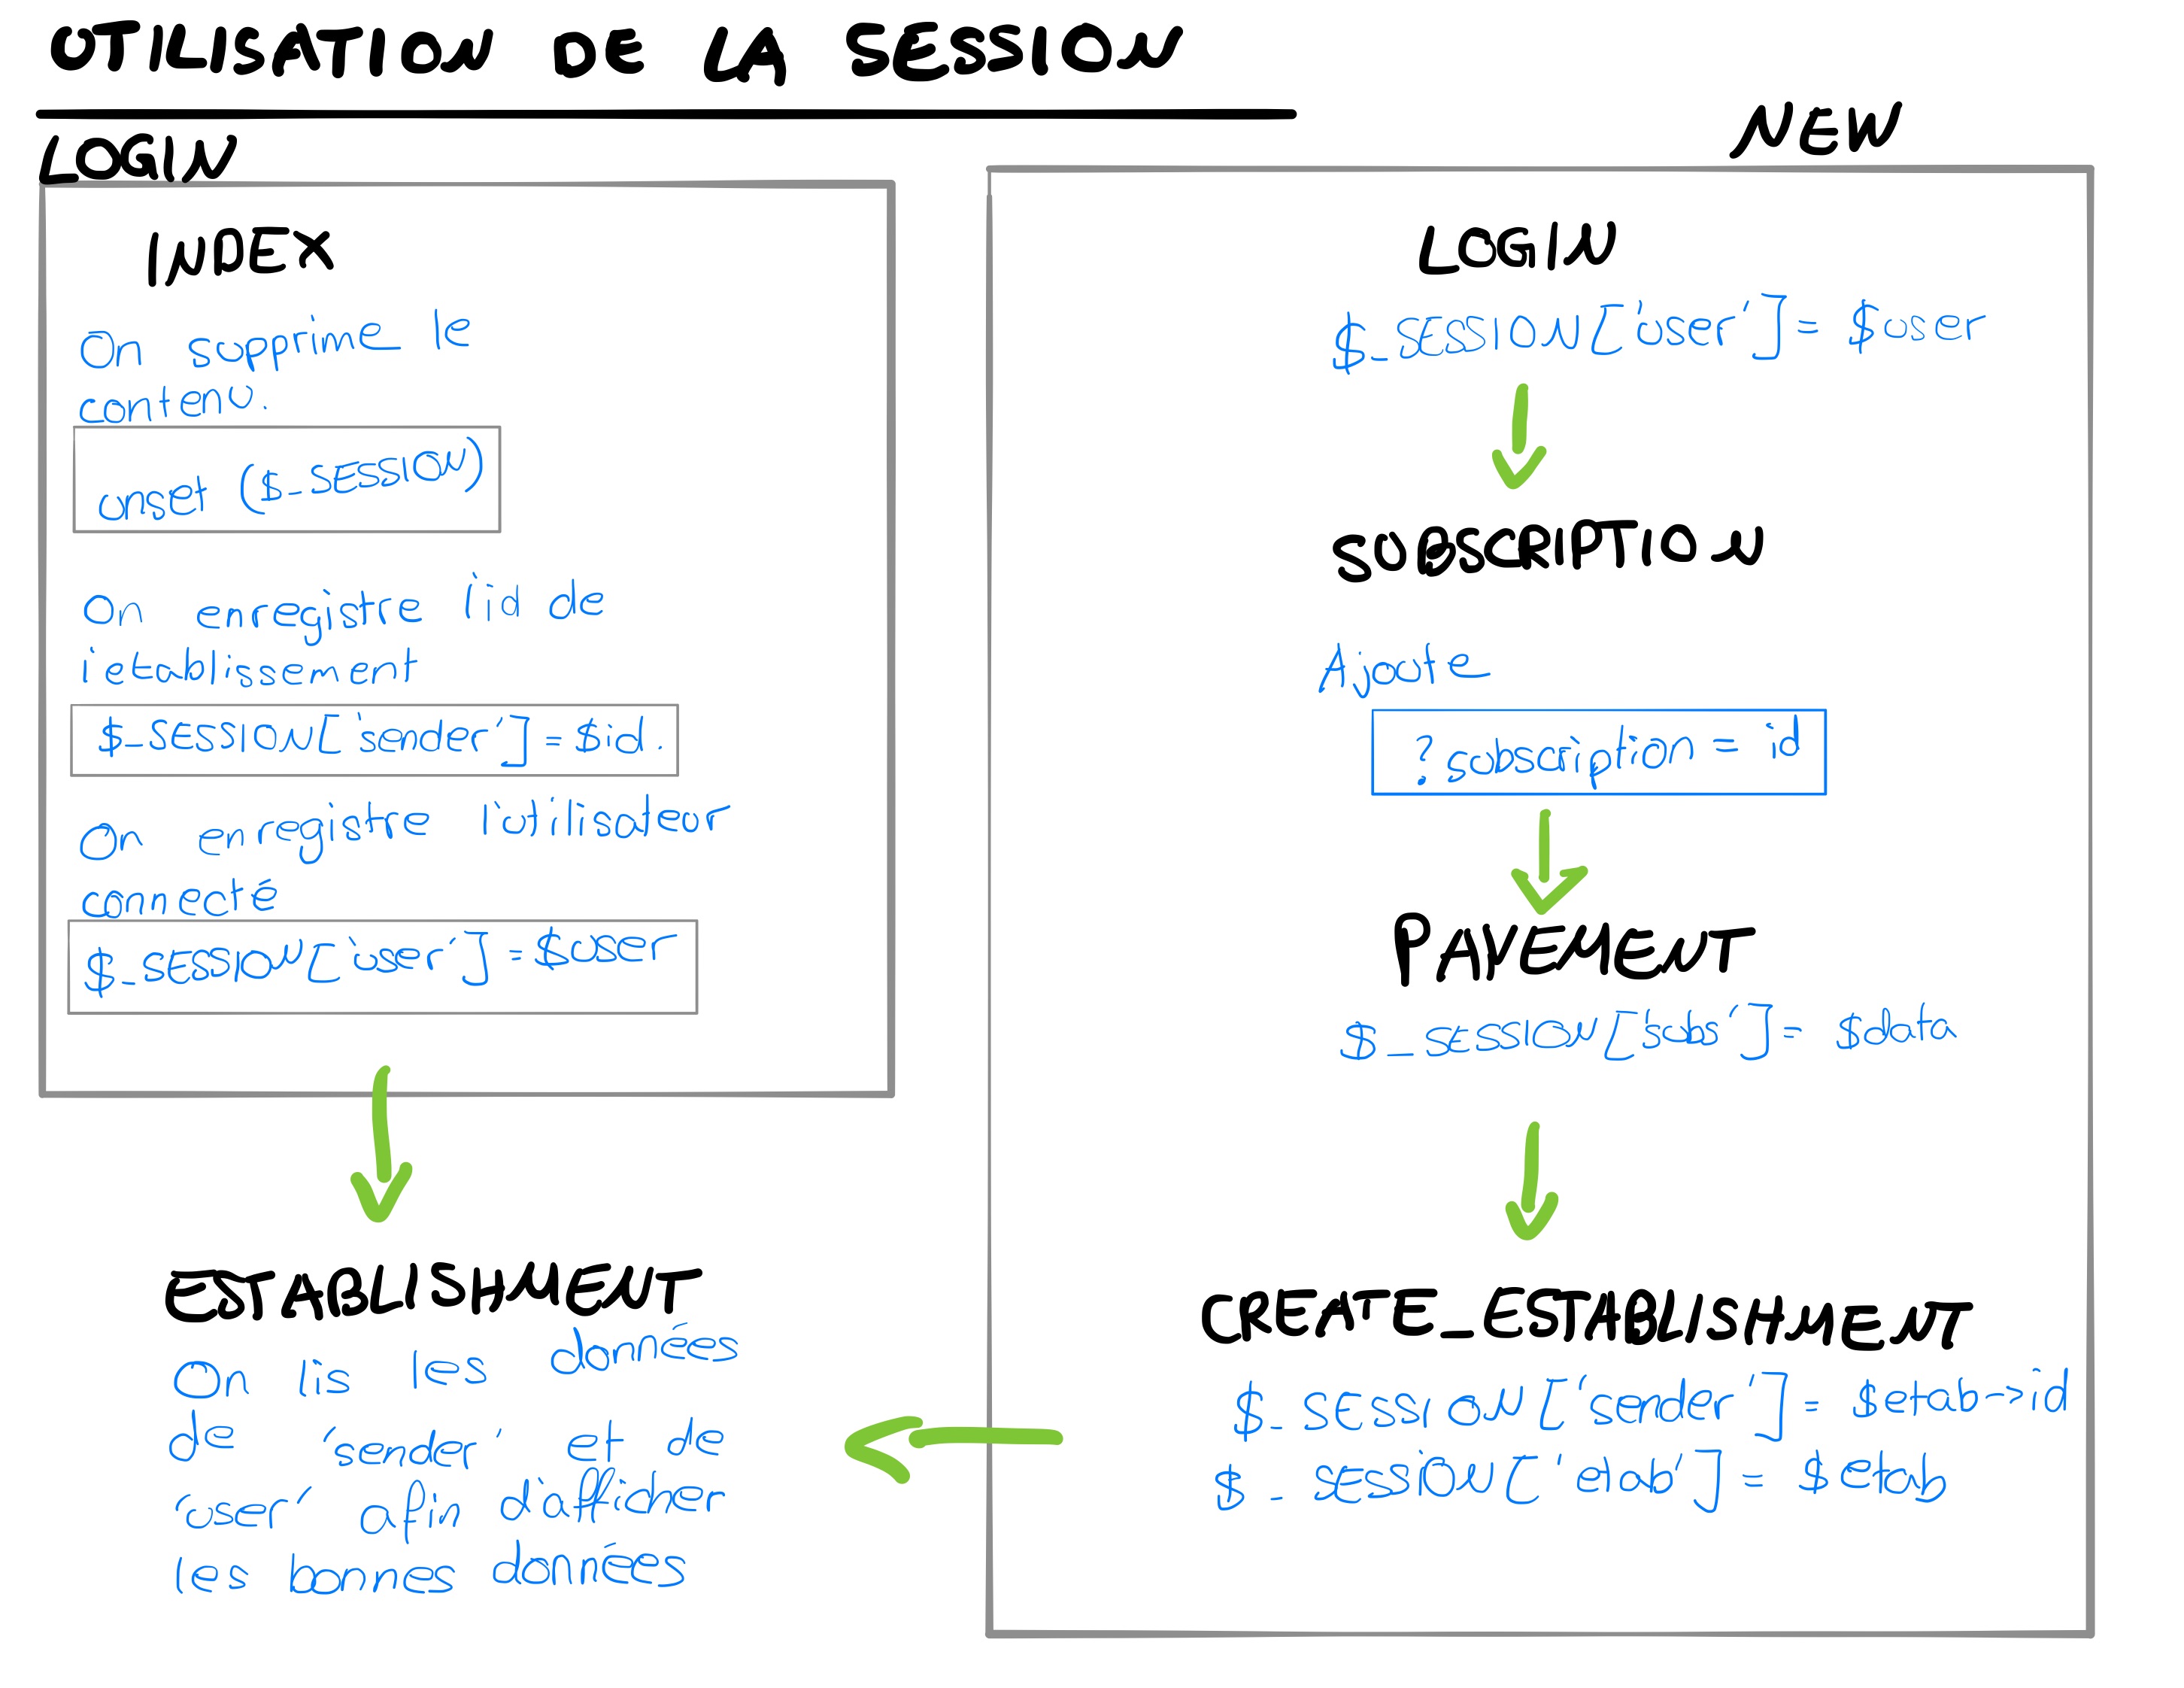 UTILISATION DE LA SESSION
LOGIN
INDEX
On supprime le
contenu.
unset ($_SESSION)
On enregistre l'id de
l'etablissement
$_SESSION['sender'] = $id.
On enregistre l'utilisateur
connecté
$_SESSION['user'] = $user
ESTABLISHMENT
On lis les données
de 'sender' et de
'user' afin d'afficher
les bonnes données
NEW
LOGIN
$_SESSION['user'] = $user
SUBSCRIPTION
Ajoute
?subscription = id
PAYEMENT
$_SESSION['subs'] = $data
CREATE_ESTABLISHMENT
$_SESSION['sender'] = $etab->id
$_SESSION['etab'] = $etab